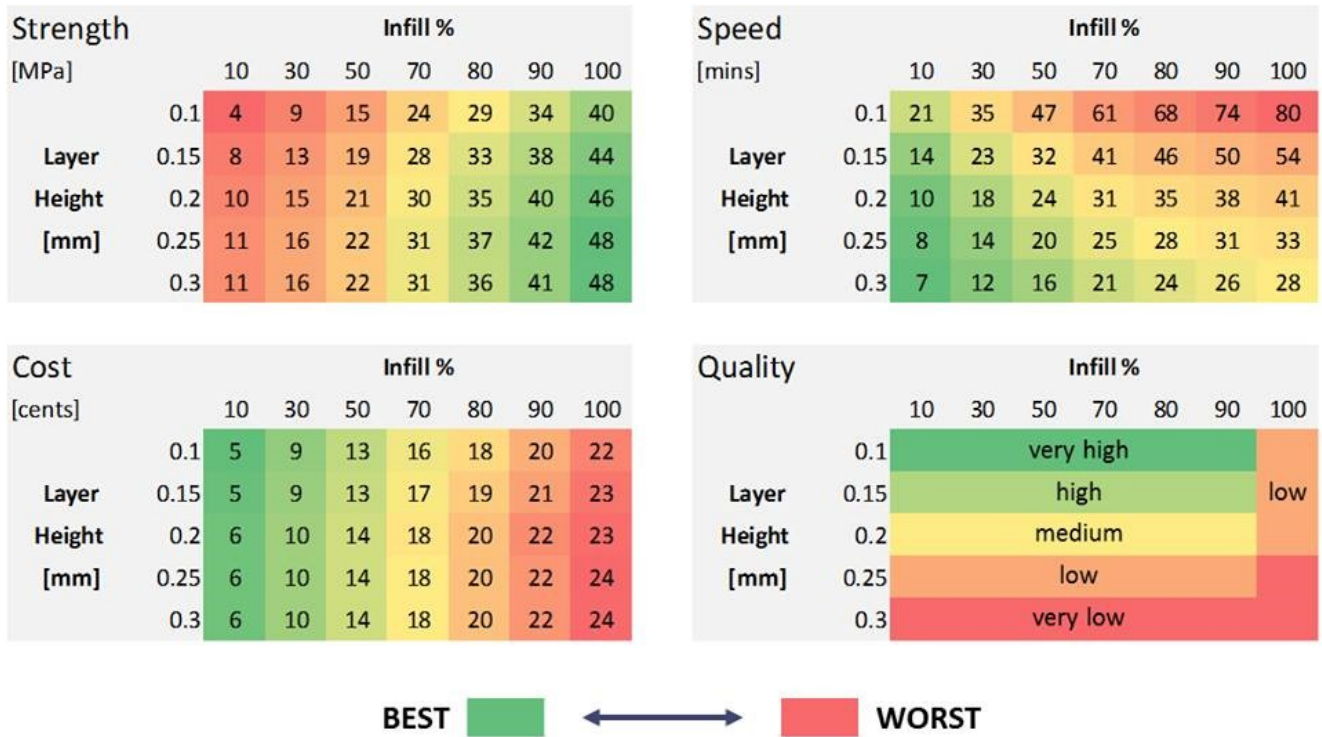 Strength Infill %
[MPa] 10 30 50 70 80 90 100
0.1 4 9 15 24 29 34 40
Layer 0.15 8 13 19 28 33 38 44
Height 0.2 10 15 21 30 35 40 46
[mm] 0.25 11 16 22 31 37 42 48
0.3 11 16 22 31 36 41 48
Speed Infill %
[mins] 10 30 50 70 80 90 100
0.1 21 35 47 61 68 74 80
Layer 0.15 14 23 32 41 46 50 54
Height 0.2 10 18 24 31 35 38 41
[mm] 0.25 8 14 20 25 28 31 33
0.3 7 12 16 21 24 26 28
Cost Infill %
[cents] 10 30 50 70 80 90 100
0.1 5 9 13 16 18 20 22
Layer 0.15 5 9 13 17 19 21 23
Height 0.2 6 10 14 18 20 22 23
[mm] 0.25 6 10 14 18 20 22 24
0.3 6 10 14 18 20 22 24
Quality Infill %
10 30 50 70 80 90 100
0.1 very high
Layer 0.15 high low
Height 0.2 medium
[mm] 0.25 low
0.3 very low
BEST WORST